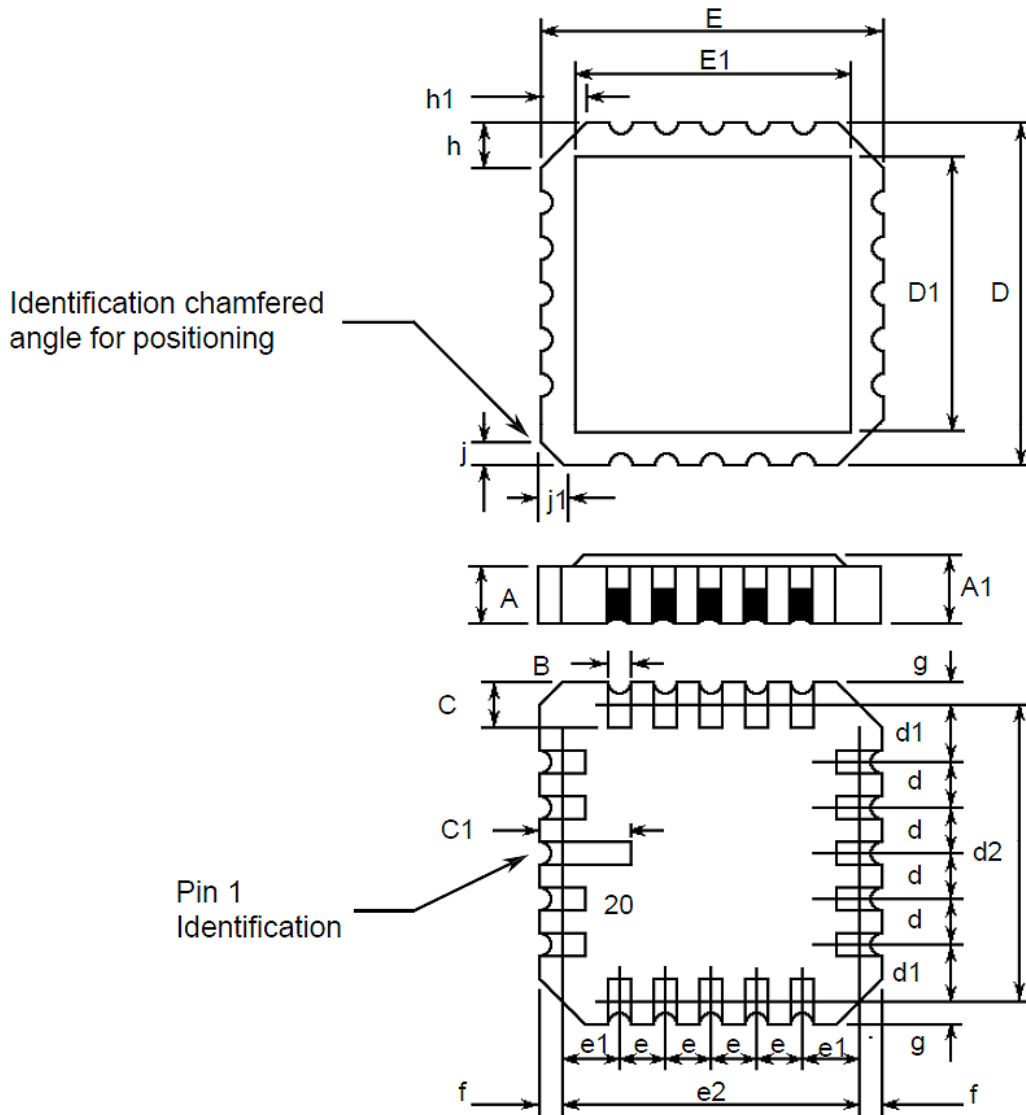 E
E1
h1
h
D1
D
Identification chamfered
angle for positioning
j
j1
A
A1
B
g
C
d1
d
C1
d
d2
d
Pin 1
Identification
20
d
d1
e1 e e e e e1
g
f
e2
f